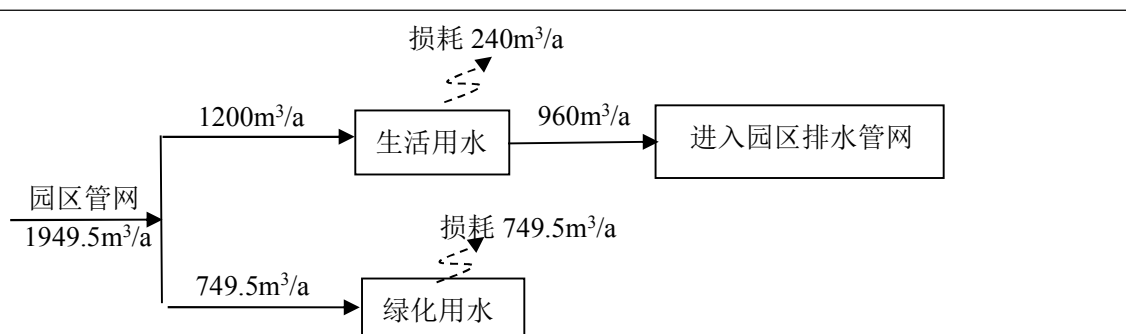 损耗 240m³/a
1200m³/a
生活用水
960m³/a
进入园区排水管网
园区管网
1949.5m³/a
损耗 749.5m³/a
749.5m³/a
绿化用水